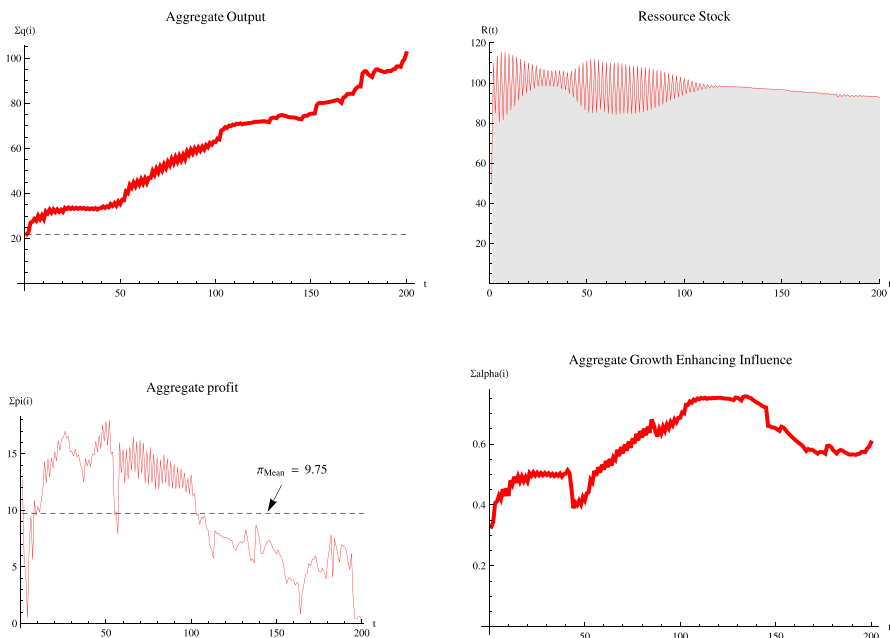 Aggregate Output
Σq(i)
100
80
60
40
20
50
100
150
200
t
Ressource Stock
R(t)
120
100
80
60
40
20
0
50
100
150
200
t
Aggregate profit
Σpi(i)
15
10
5
0
πMean = 9.75
50
100
150
200
t
Aggregate Growth Enhancing Influence
Σalpha(i)
0.6
0.4
0.2
0.0
50
100
150
200
t